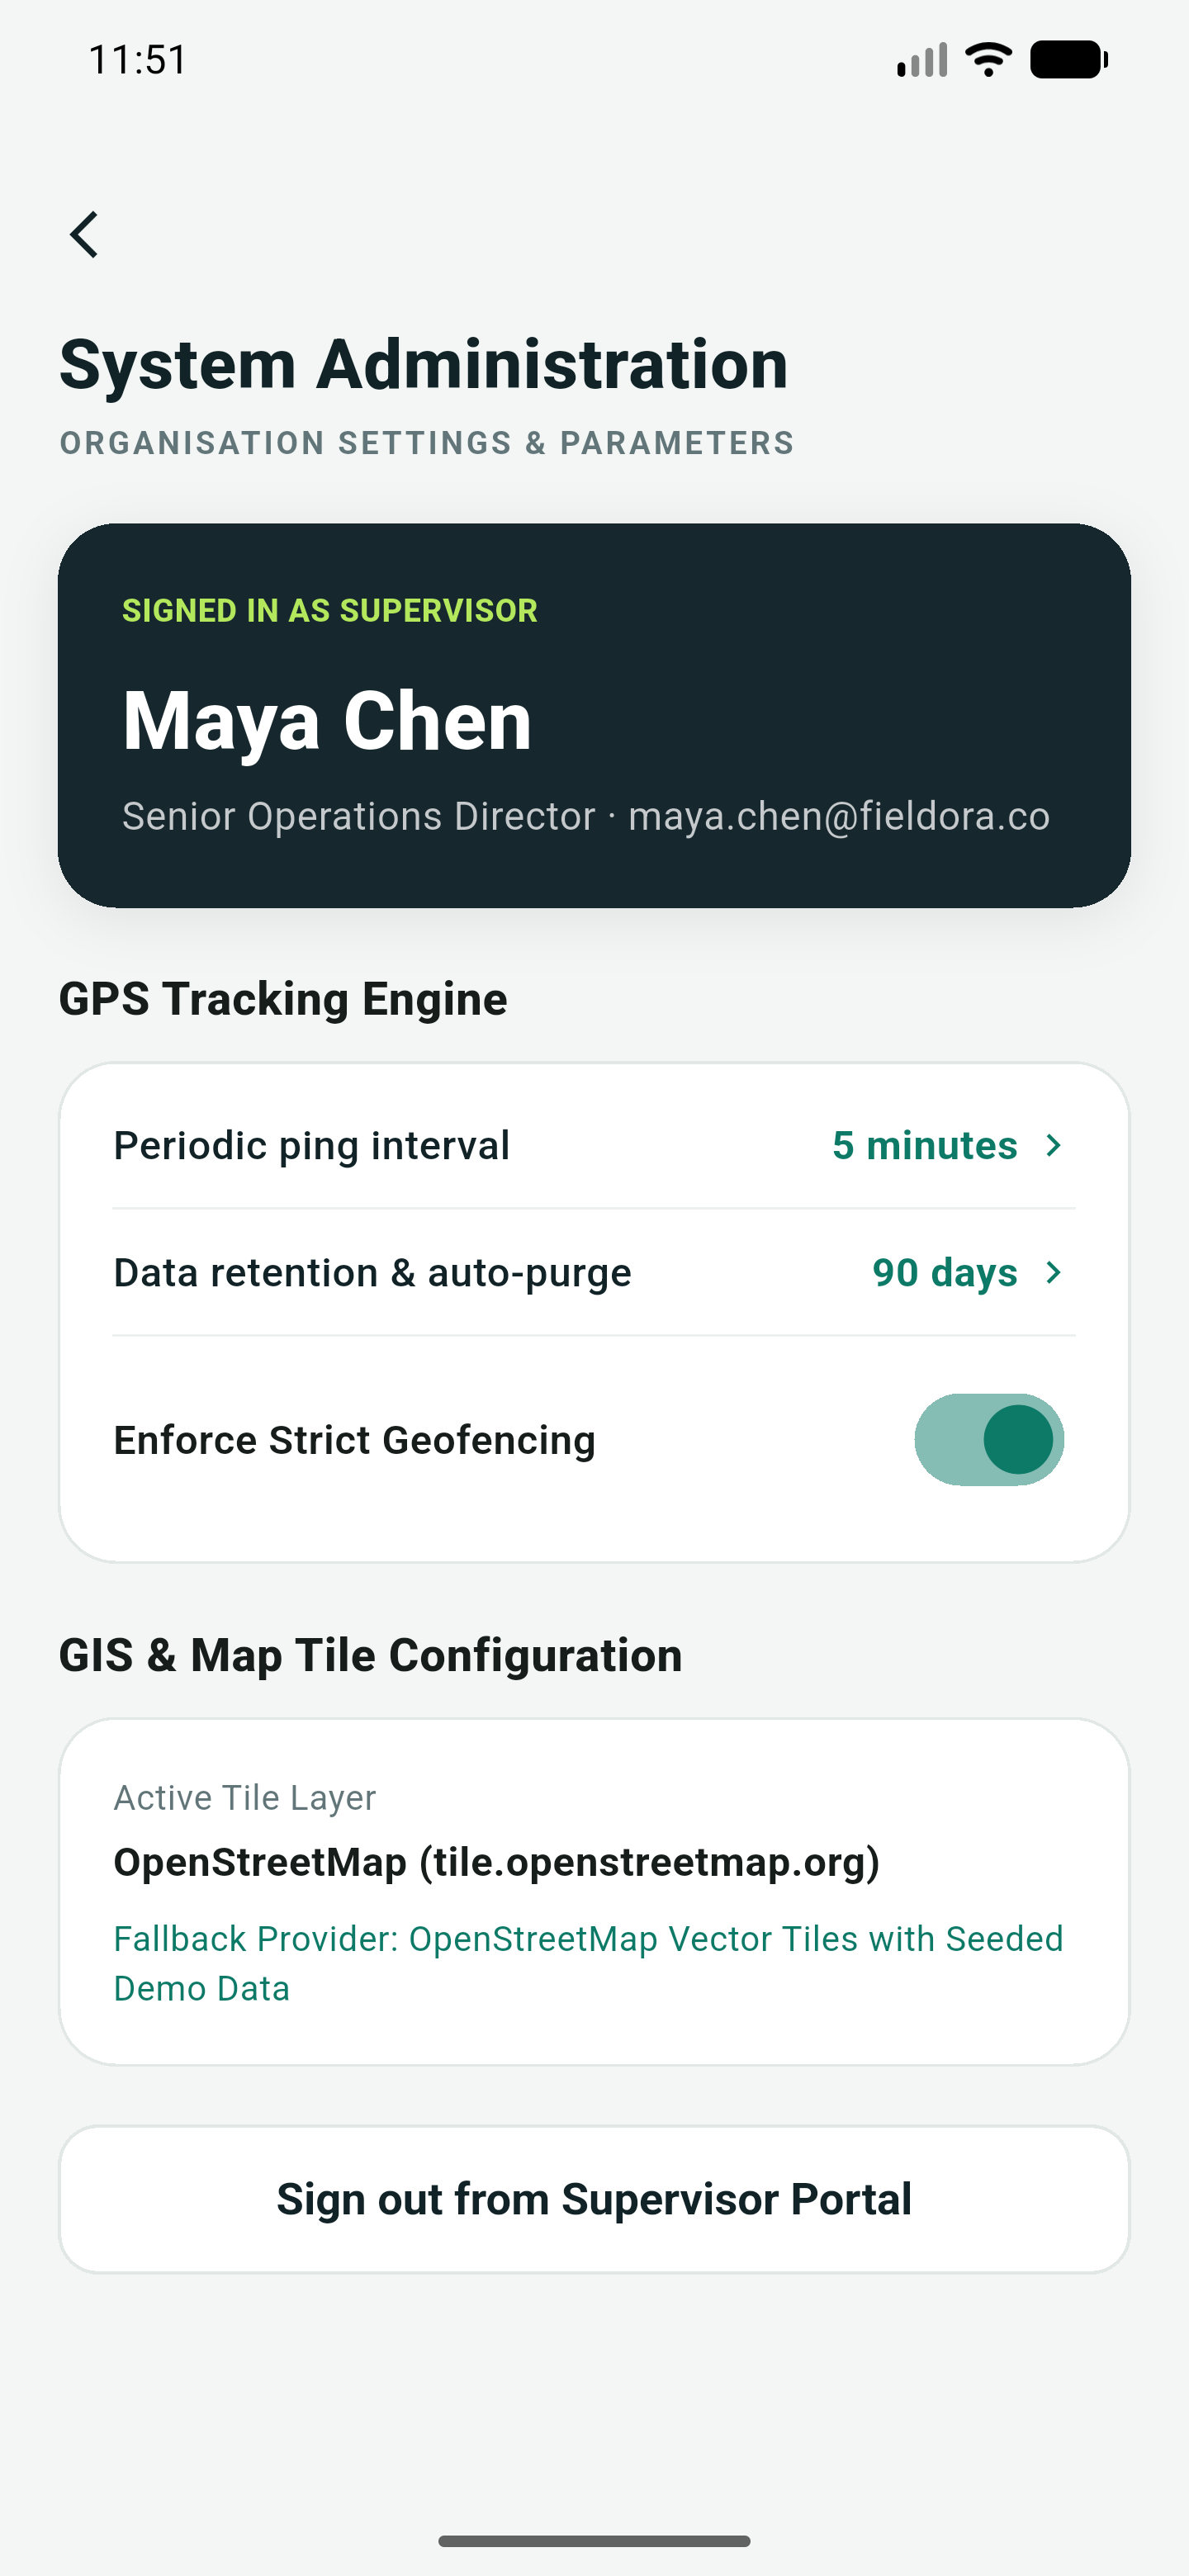 11:51
System Administration
ORGANISATION SETTINGS & PARAMETERS
SIGNED IN AS SUPERVISOR
Maya Chen
Senior Operations Director · maya.chen@fieldora.co
GPS Tracking Engine
Periodic ping interval 5 minutes
Data retention & auto-purge 90 days
Enforce Strict Geofencing
GIS & Map Tile Configuration
Active Tile Layer
OpenStreetMap (tile.openstreetmap.org)
Fallback Provider: OpenStreetMap Vector Tiles with Seeded
Demo Data
Sign out from Supervisor Portal